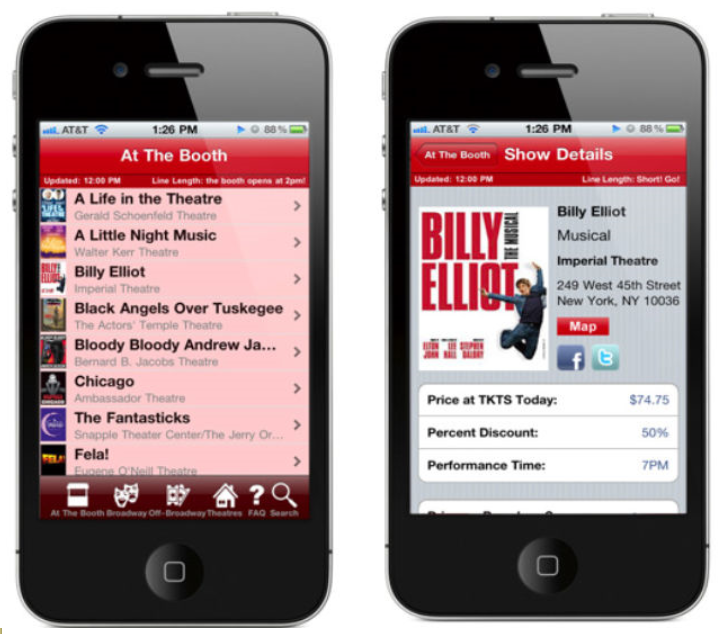 AT&T 1:26 PM 88%
At The Booth
Updated: 12:00 PM Line Length: the booth opens at 2pm!
A Life in the Theatre
Gerald Schoenfeld Theatre
A Little Night Music
Walter Kerr Theatre
Billy Elliot
Imperial Theatre
Black Angels Over Tuskegee
The Actors' Temple Theatre
Bloody Bloody Andrew Ja...
Bernard B. Jacobs Theatre
Chicago
Ambassador Theatre
The Fantasticks
Snapple Theater Center/The Jerry Or...
Fela!
Eugene O'Neill Theatre
At The Booth Broadway Off-Broadway Theatres FAQ Search
AT&T 1:26 PM 88%
At The Booth Show Details
Updated: 12:00 PM Line Length: Short! Go!
BILLY
ELLIOT
THE MUSICAL
ELTON JOHN LEE HALL STEPHEN DALDRY
Billy Elliot
Musical
Imperial Theatre
249 West 45th Street
New York, NY 10036
Map
Price at TKTS Today: $74.75
Percent Discount: 50%
Performance Time: 7PM